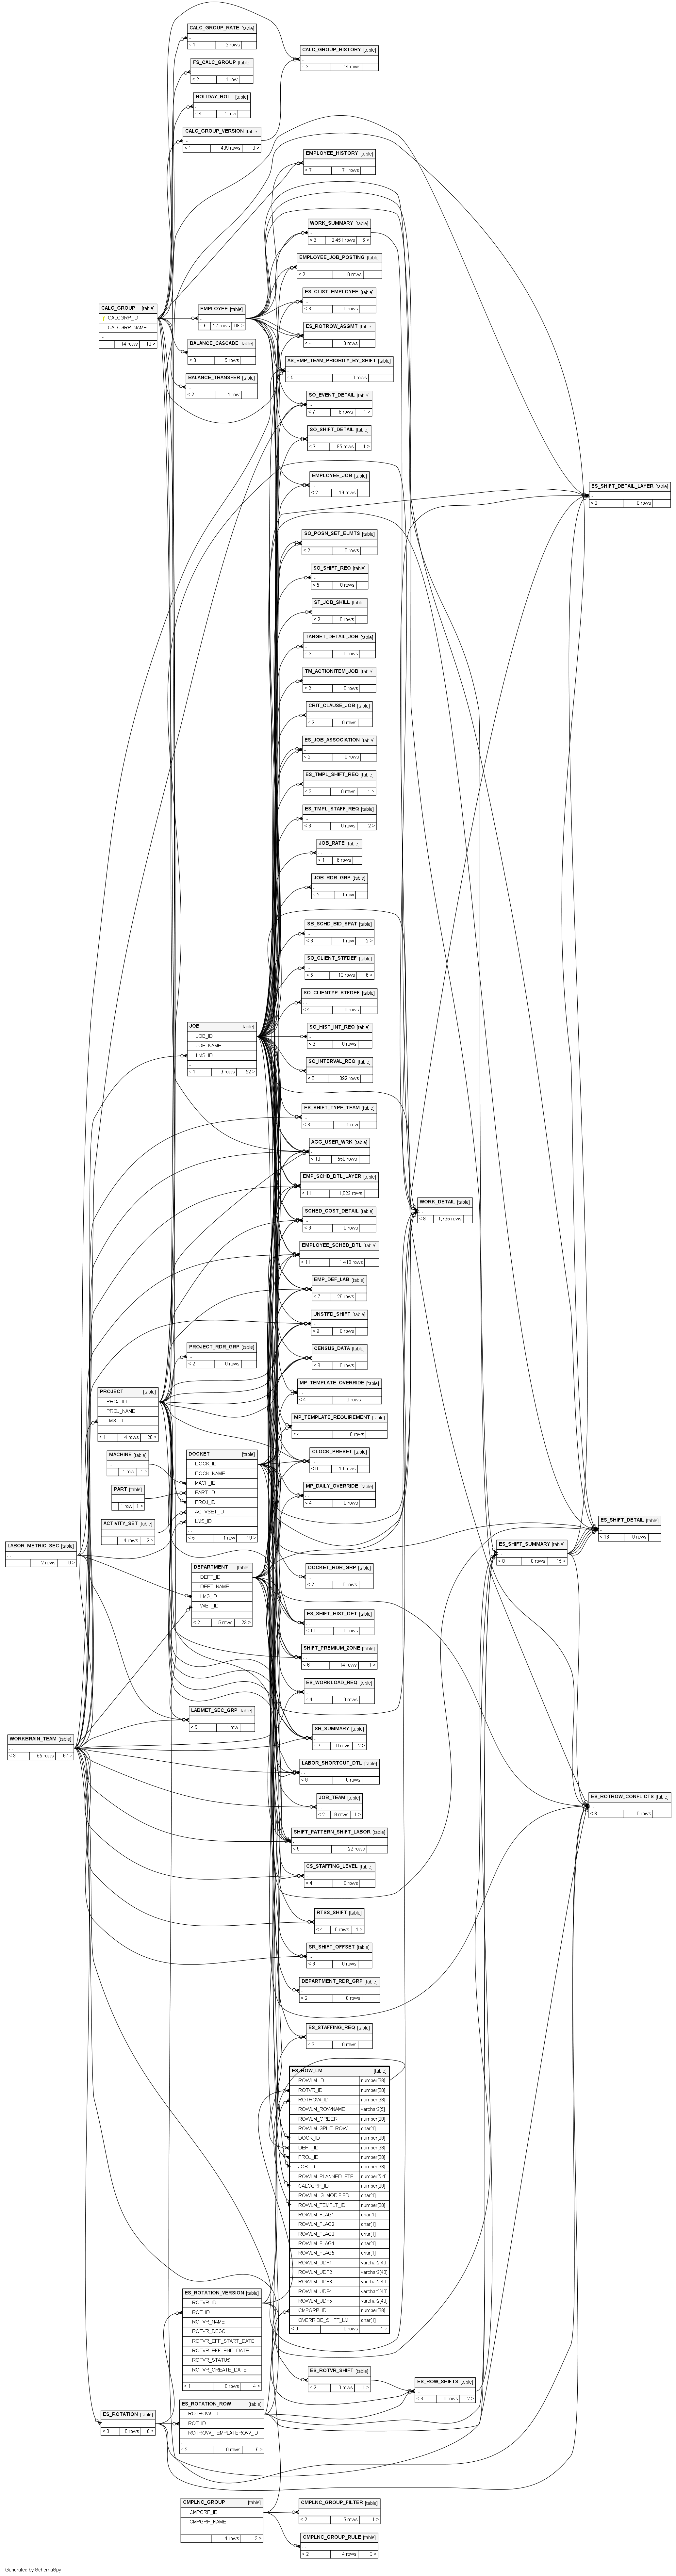 CALC_GROUP_RATE [table]
< 1 2 rows
FS_CALC_GROUP [table]
< 2 1 row
HOLIDAY_ROLL [table]
< 4 1 row
CALC_GROUP_VERSION [table]
< 1 439 rows 3 >
CALC_GROUP_HISTORY [table]
< 2 14 rows
EMPLOYEE_HISTORY [table]
< 7 71 rows
WORK_SUMMARY [table]
< 6 2,451 rows 6 >
EMPLOYEE_JOB_POSTING [table]
< 2 0 rows
ES_CLIST_EMPLOYEE [table]
< 3 0 rows
ES_ROTROW_ASGMT [table]
< 4 0 rows
CALC_GROUP [table]
CALCGRP_ID
CALCGRP_NAME
14 rows 13 >
EMPLOYEE [table]
< 6 27 rows 98 >
BALANCE_CASCADE [table]
< 3 5 rows
BALANCE_TRANSFER [table]
< 2 1 row
AS_EMP_TEAM_PRIORITY_BY_SHIFT [table]
< 5 0 rows
SO_EVENT_DETAIL [table]
< 7 8 rows 1 >
SO_SHIFT_DETAIL [table]
< 7 95 rows 1 >
EMPLOYEE_JOB [table]
< 2 19 rows
ES_SHIFT_DETAIL_LAYER [table]
< 8 0 rows
SO_POSN_SET_ELMTS [table]
< 2 0 rows
SO_SHIFT_REQ [table]
< 5 0 rows
ST_JOB_SKILL [table]
< 2 0 rows
TARGET_DETAIL_JOB [table]
< 2 0 rows
TM_ACTIONITEM_JOB [table]
< 2 0 rows
CRIT_CLAUSE_JOB [table]
< 2 0 rows
ES_JOB_ASSOCIATION [table]
< 2 0 rows
ES_TMPL_SHIFT_REQ [table]
< 3 0 rows 1 >
ES_TMPL_STAFF_REQ [table]
< 3 0 rows 2 >
JOB_RATE [table]
< 1 6 rows
JOB_RDR_GRP [table]
< 2 1 row
SB_SCHD_BID_SPAT [table]
< 3 1 row 2 >
SO_CLIENT_STFDEF [table]
< 5 13 rows 6 >
SO_CLIENTYP_STFDEF [table]
< 4 0 rows
JOB [table]
JOB_ID
JOB_NAME
LMS_ID
< 1 9 rows 52 >
SO_HIST_INT_REQ [table]
< 8 0 rows
SO_INTERVAL_REQ [table]
< 8 1,092 rows
ES_SHIFT_TYPE_TEAM [table]
< 3 1 row
AGG_USER_WRK [table]
< 13 550 rows
EMP_SCHD_DTL_LAYER [table]
< 11 1,022 rows
WORK_DETAIL [table]
< 8 1,735 rows
SCHED_COST_DETAIL [table]
< 8 0 rows
EMPLOYEE_SCHED_DTL [table]
< 11 1,418 rows
EMP_DEF_LAB [table]
< 7 26 rows
UNSTFD_SHIFT [table]
< 9 0 rows
PROJECT_RDR_GRP [table]
< 2 0 rows
CENSUS_DATA [table]
< 6 0 rows
MP_TEMPLATE_OVERRIDE [table]
< 4 0 rows
PROJECT [table]
PROJ_ID
PROJ_NAME
LMS_ID
< 1 4 rows 20 >
MP_TEMPLATE_REQUIREMENT [table]
< 4 0 rows
MACHINE [table]
1 row 1 >
DOCKET [table]
DOCK_ID
DOCK_NAME
MACH_ID
PART_ID
PROJ_ID
ACTVSET_ID
LMS_ID
< 5 1 row 19 >
CLOCK_PRESET [table]
< 8 10 rows
PART [table]
1 row 1 >
MP_DAILY_OVERRIDE [table]
< 4 0 rows
ACTIVITY_SET [table]
4 rows 2 >
LABOR_METRIC_SEC [table]
2 rows 9 >
ES_SHIFT_DETAIL [table]
< 16 0 rows
ES_SHIFT_SUMMARY [table]
< 8 0 rows 15 >
DEPARTMENT [table]
DEPT_ID
DEPT_NAME
LMS_ID
WBT_ID
< 2 5 rows 23 >
DOCKET_RDR_GRP [table]
< 2 0 rows
ES_SHIFT_HIST_DET [table]
< 10 0 rows
SHIFT_PREMIUM_ZONE [table]
< 6 14 rows 1 >
ES_WORKLOAD_REQ [table]
< 4 0 rows
LABMET_SEC_GRP [table]
< 5 1 row
WORKBRAIN_TEAM [table]
< 3 55 rows 87 >
SR_SUMMARY [table]
< 7 0 rows 2 >
LABOR_SHORTCUT_DTL [table]
< 8 0 rows
ES_ROTROW_CONFLICTS [table]
< 8 0 rows
JOB_TEAM [table]
< 2 9 rows 1 >
SHIFT_PATTERN_SHIFT_LABOR [table]
< 8 22 rows
CS_STAFFING_LEVEL [table]
< 4 0 rows
RTSS_SHIFT [table]
< 4 0 rows 1 >
SR_SHIFT_OFFSET [table]
< 3 0 rows
DEPARTMENT_RDR_GRP [table]
< 2 0 rows
ES_STAFFING_REQ [table]
< 3 0 rows
ES_ROW_LM [table]
ROWLM_ID number[38]
ROTVR_ID number[38]
ROTROW_ID number[38]
ROWLM_ROWNAME varchar2[5]
ROWLM_ORDER number[38]
ROWLM_SPLIT_ROW char[1]
DOCK_ID number[38]
DEPT_ID number[38]
PROJ_ID number[38]
JOB_ID number[38]
ROWLM_PLANNED_FTE number[5,4]
CALCGRP_ID number[38]
ROWLM_IS_MODIFIED char[1]
ROWLM_TEMPLT_ID number[38]
ROWLM_FLAG1 char[1]
ROWLM_FLAG2 char[1]
ROWLM_FLAG3 char[1]
ROWLM_FLAG4 char[1]
ROWLM_FLAG5 char[1]
ROWLM_UDF1 varchar2[40]
ROWLM_UDF2 varchar2[40]
ROWLM_UDF3 varchar2[40]
ROWLM_UDF4 varchar2[40]
ROWLM_UDF5 varchar2[40]
CMPGRP_ID number[38]
OVERRIDE_SHIFT_LM char[1]
< 9 0 rows 1 >
ES_ROTATION_VERSION [table]
ROTVR_ID
ROT_ID
ROTVR_NAME
ROTVR_DESC
ROTVR_EFF_START_DATE
ROTVR_EFF_END_DATE
ROTVR_STATUS
ROTVR_CREATE_DATE
< 1 0 rows 4 >
ES_ROTVR_SHIFT [table]
< 2 0 rows 1 >
ES_ROW_SHIFTS [table]
< 3 0 rows 2 >
ES_ROTATION_ROW [table]
ROTROW_ID
ROT_ID
ROTROW_TEMPLATEROW_ID
< 2 0 rows 6 >
ES_ROTATION [table]
< 3 0 rows 6 >
CMPLNC_GROUP [table]
CMPGRP_ID
CMPGRP_NAME
4 rows 3 >
CMPLNC_GROUP_FILTER [table]
< 2 5 rows 1 >
CMPLNC_GROUP_RULE [table]
< 2 4 rows 3 >
Generated by SchemaSpy